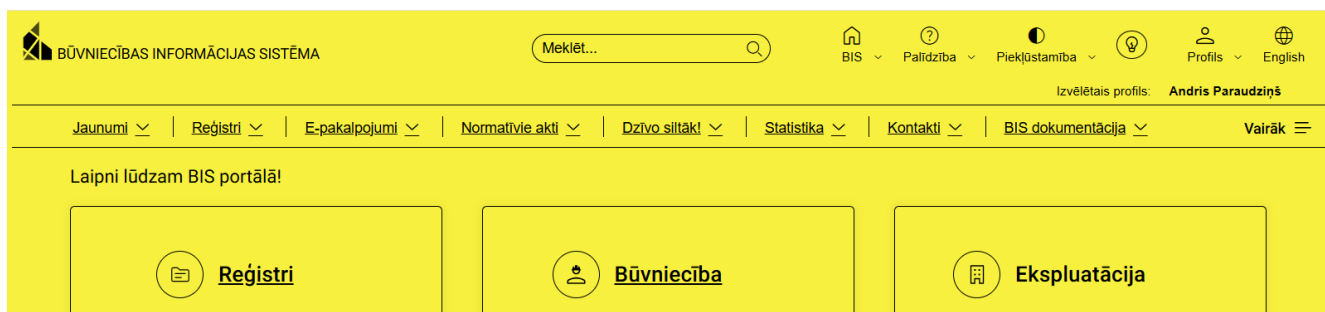 BŪVNIECĪBAS INFORMĀCIJAS SISTĒMA
Meklēt...
BIS
Palīdzība
Piekļūstamība
Profils
English
Izvēlētais profils: Andris Paraudziņš
Jaunumi Reģistri E-pakalpojumi Normatīvie akti Dzīvo siltāk! Statistika Kontakti BIS dokumentācija Vairāk
Laipni lūdzam BIS portālā!
Reģistri
Būvniecība
Ekspluatācija